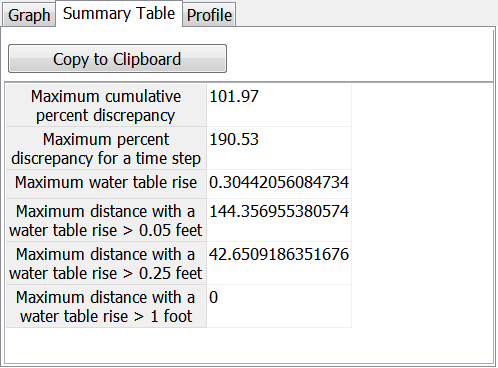 Graph Summary Table Profile
Copy to Clipboard
Maximum cumulative
percent discrepancy
101.97
Maximum percent
discrepancy for a time step
190.53
Maximum water table rise
0.30442056084734
Maximum distance with a
water table rise > 0.05 feet
144.356955380574
Maximum distance with a
water table rise > 0.25 feet
42.6509186351676
Maximum distance with a
water table rise > 1 foot
0